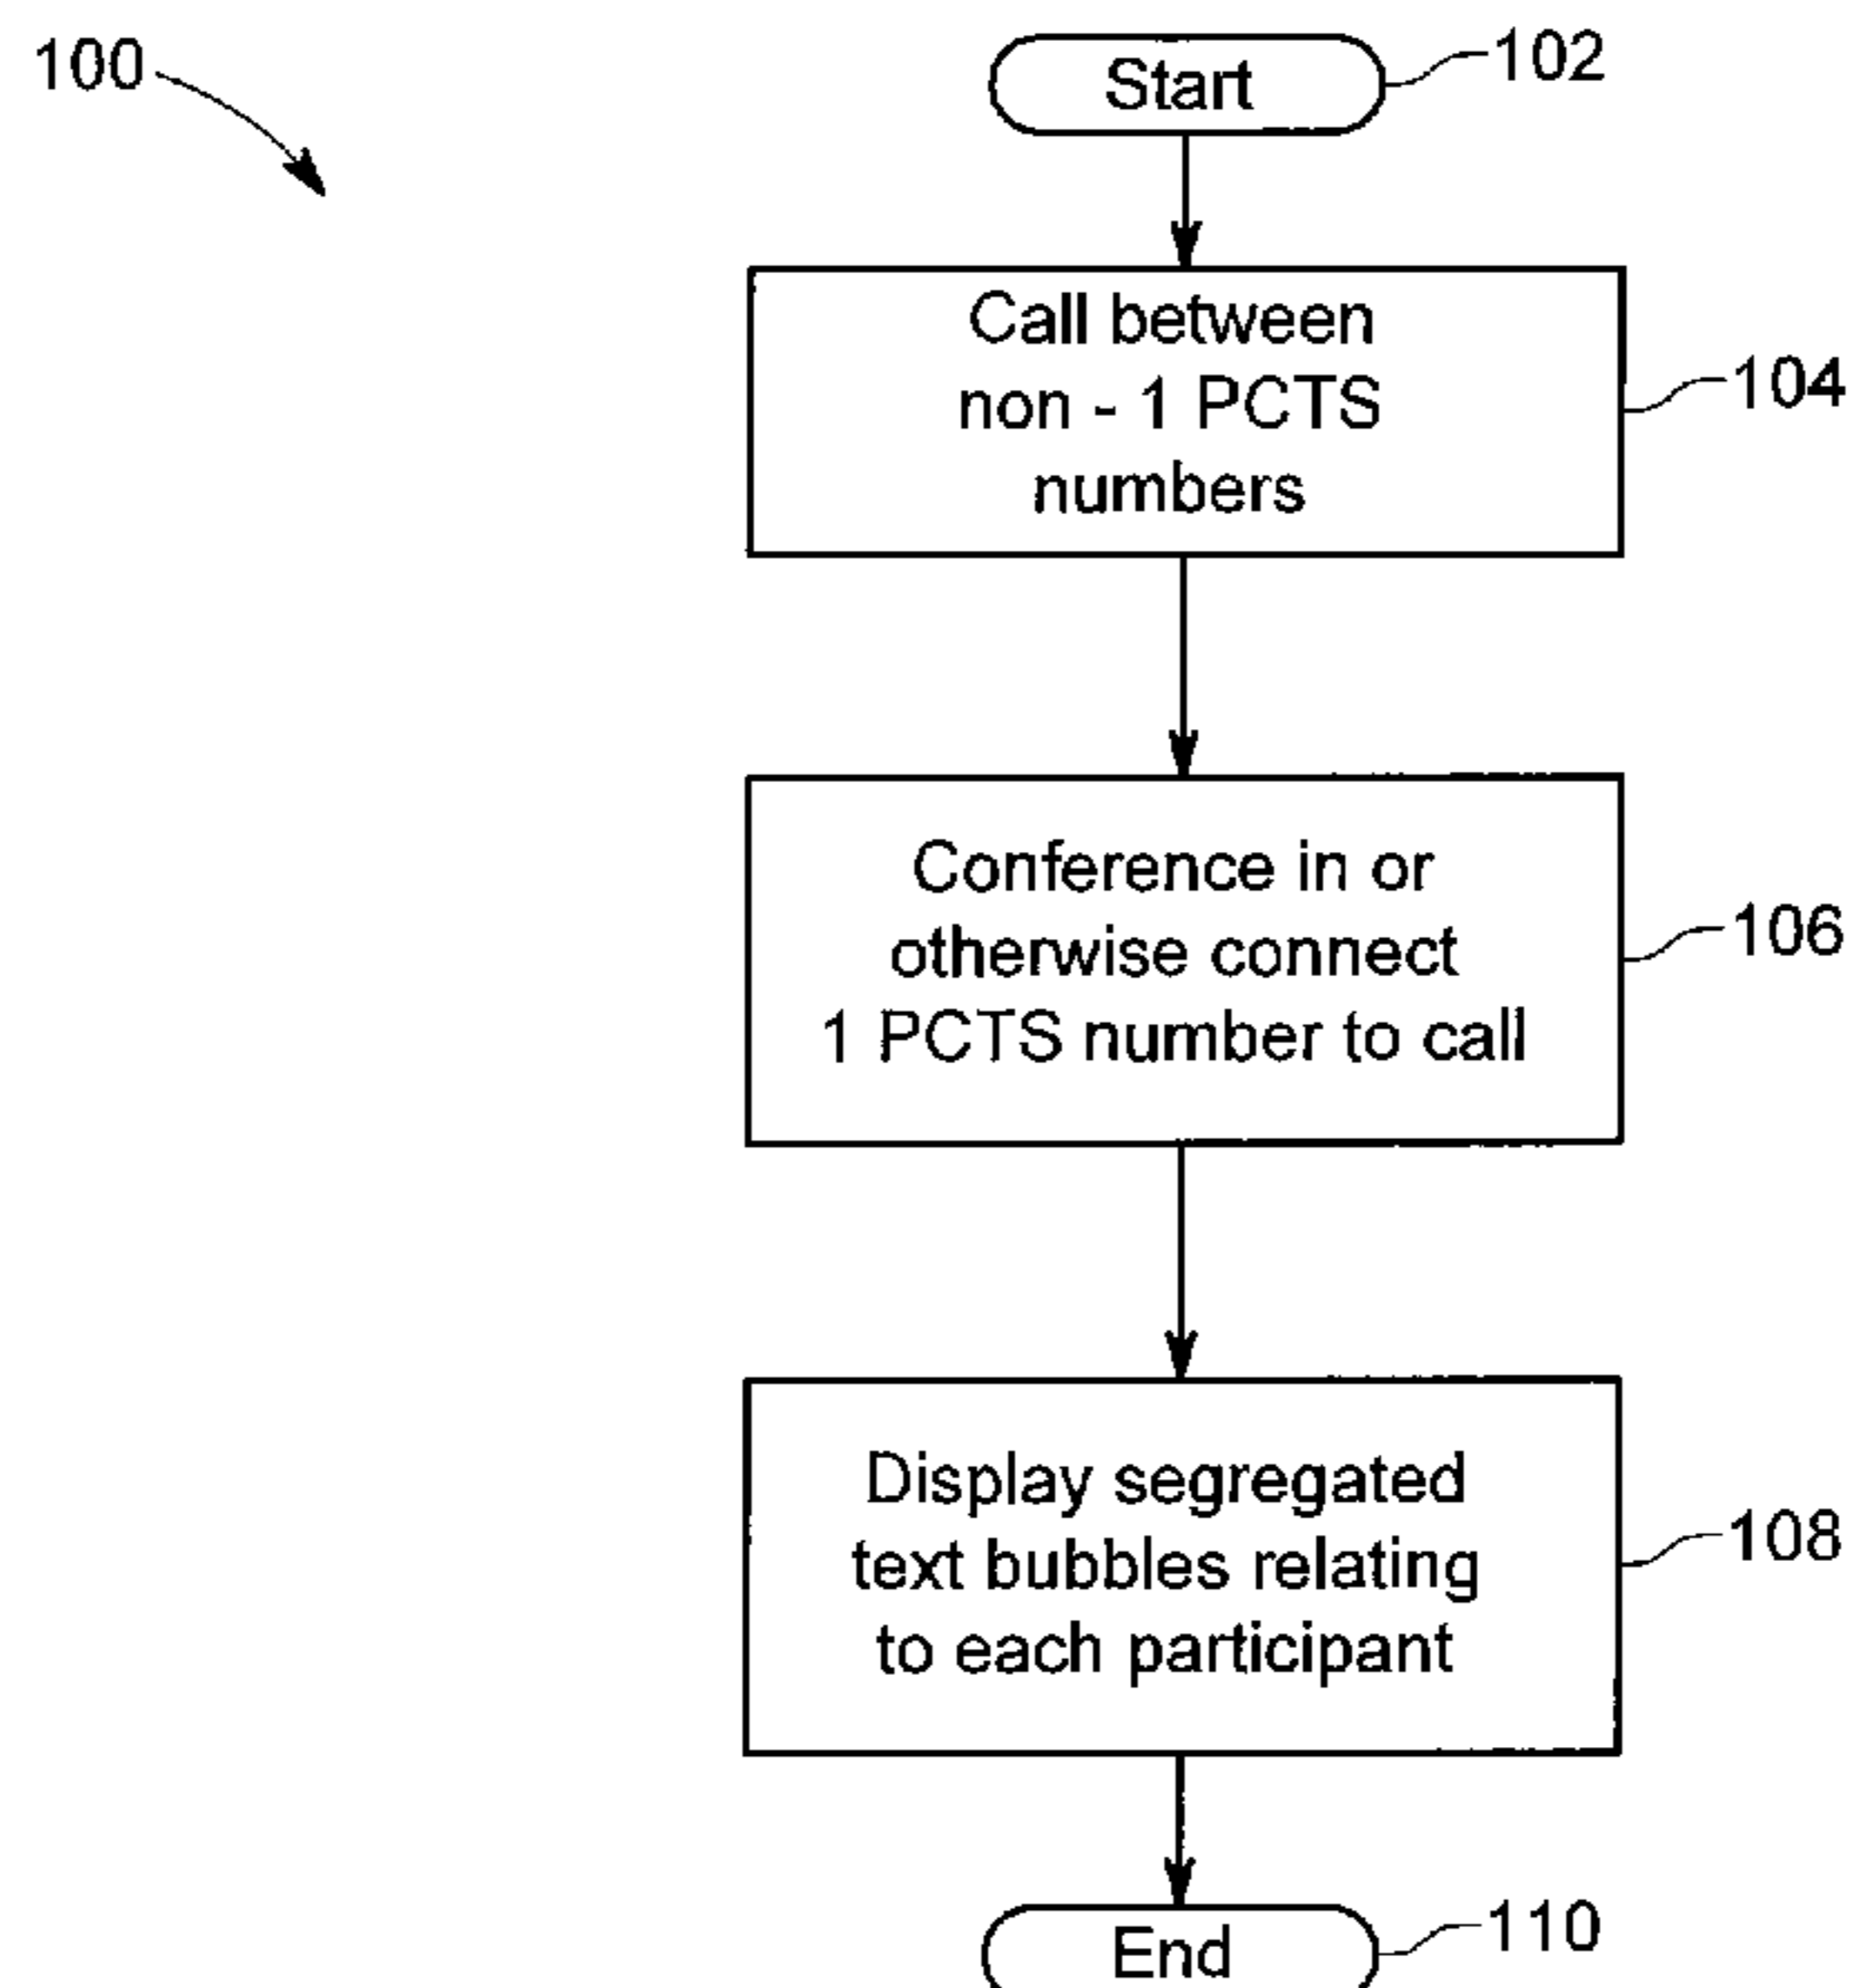 100
Start
102
Call between
non - 1 PCTS
numbers
104
Conference in or
otherwise connect
1 PCTS number to call
106
Display segregated
text bubbles relating
to each participant
108
End
110